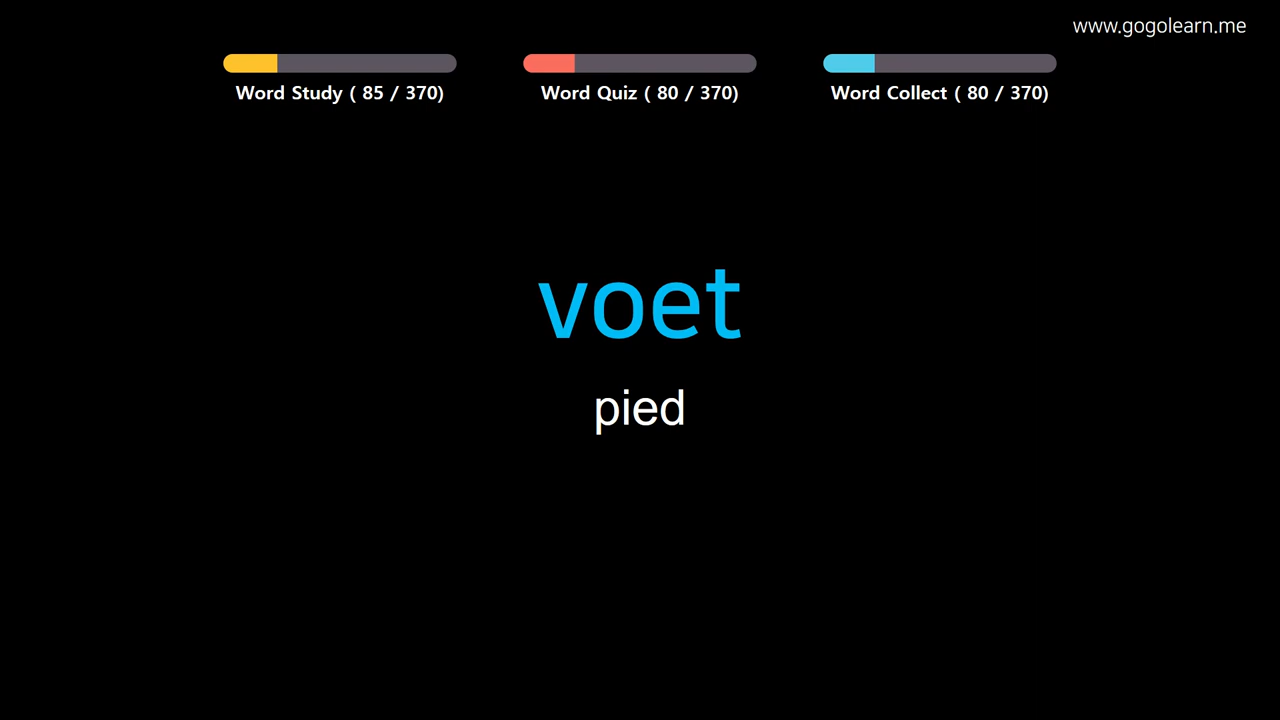 www.gogolearn.me
Word Study ( 85 / 370)
Word Quiz ( 80 / 370)
Word Collect ( 80 / 370)
voet
pied